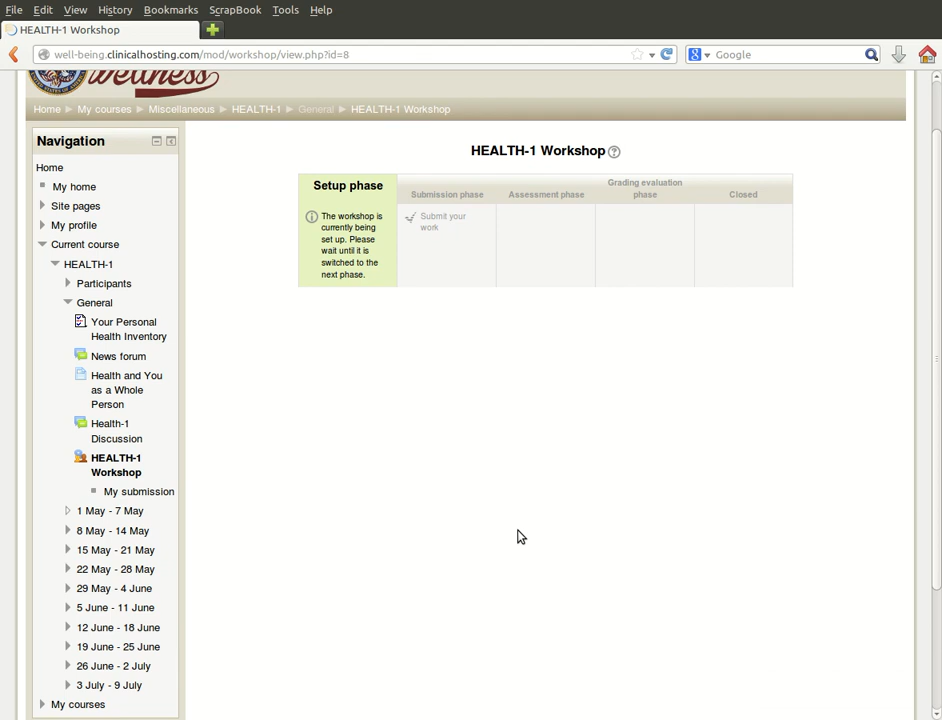 File Edit View History Bookmarks ScrapBook Tools Help
HEALTH-1 Workshop
well-being.clinicalhosting.com/mod/workshop/view.php?id=8
Google
Wellness
Home My courses Miscellaneous HEALTH-1 General HEALTH-1 Workshop
Navigation
Home
My home
Site pages
My profile
Current course
HEALTH-1
Participants
General
Your Personal
Health Inventory
News forum
Health and You
as a Whole
Person
Health-1
Discussion
HEALTH-1
Workshop
My submission
1 May - 7 May
8 May - 14 May
15 May - 21 May
22 May - 28 May
29 May - 4 June
5 June - 11 June
12 June - 18 June
19 June - 25 June
26 June - 2 July
3 July - 9 July
My courses
HEALTH-1 Workshop
Setup phase
The workshop is
currently being
set up. Please
wait until it is
switched to the
next phase.
Submission phase
Submit your
work
Assessment phase
Grading evaluation
phase
Closed